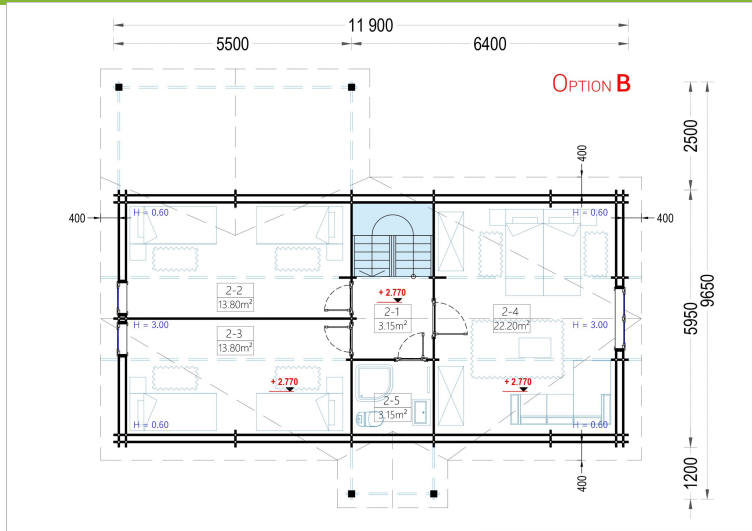 11 900
5500
6400
OPTION B
2500
400
400
H = 0.60
H = 0.60
400
9650
5950
2-2
13.80m²
+ 2.770
2-1
3.15m²
2-4
22.20m²
H = 3.00
H = 3.00
2-3
13.80m²
+ 2.770
+ 2.770
2-5
3.15m²
H = 0.60
H = 0.60
400
1200